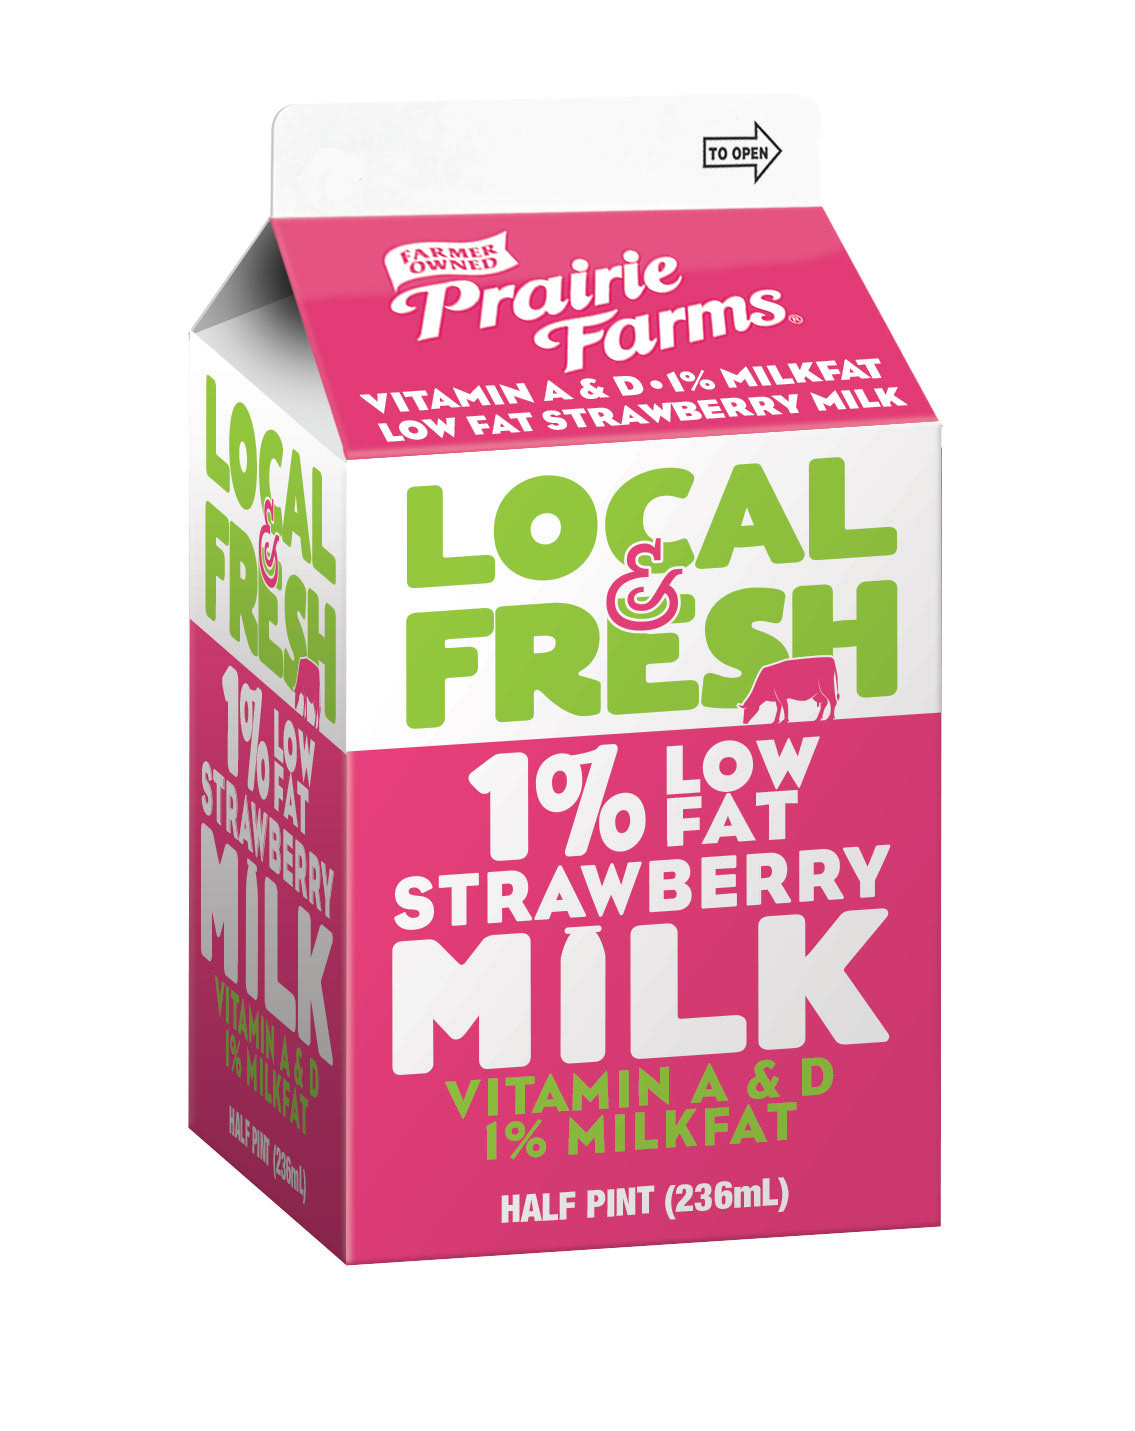 TO OPEN
FARMER
OWNED
Prairie
Farms®
VITAMIN A & D • 1% MILKFAT
LOW FAT STRAWBERRY MILK
LOCAL
&
FRESH
1% LOW
FAT
STRAWBERRY
MILK
VITAMIN A & D
1% MILKFAT
HALF PINT (236mL)
LOCAL
&
FRESH
1% LOW
FAT
STRAWBERRY
MILK
VITAMIN A & D
1% MILKFAT
HALF PINT (236mL)